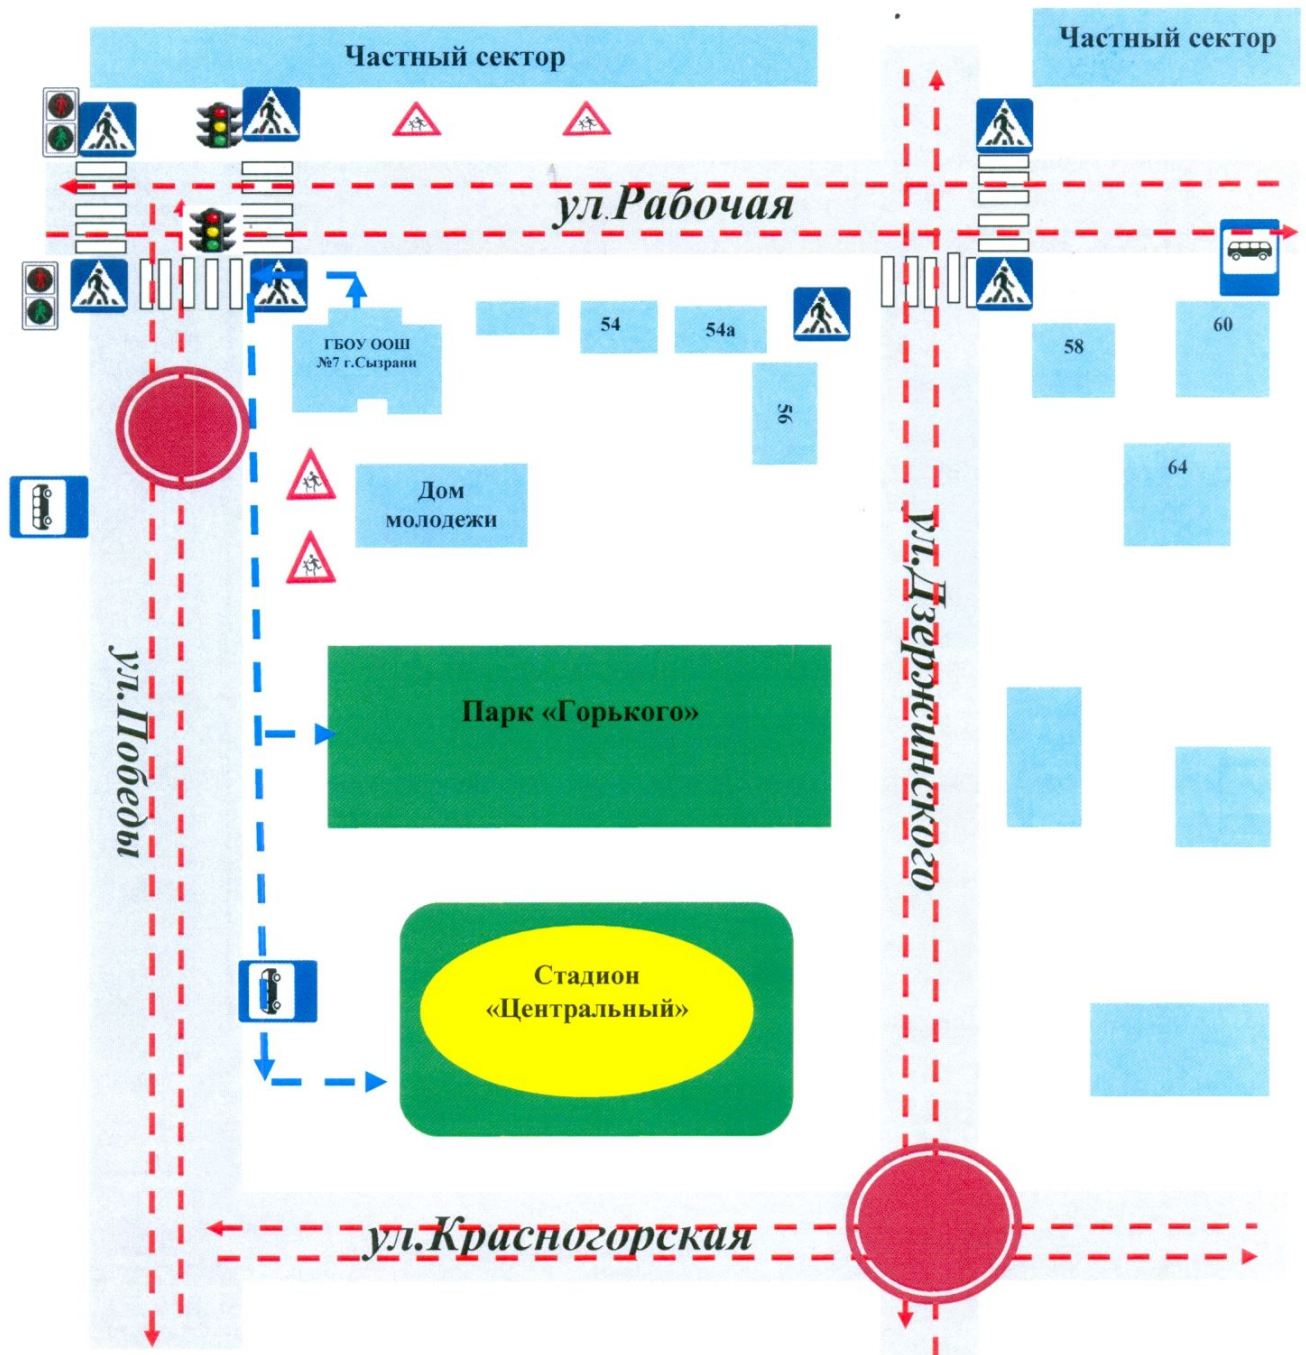 Частный сектор
Частный сектор
ул.Рабочая
ГБОУ ООШ
№7 г.Сызрани
54
54а
56
58
60
64
Дом
молодежи
ул.Победы
ул.Дзержинского
Парк «Горького»
Стадион
«Центральный»
ул.Красногорская